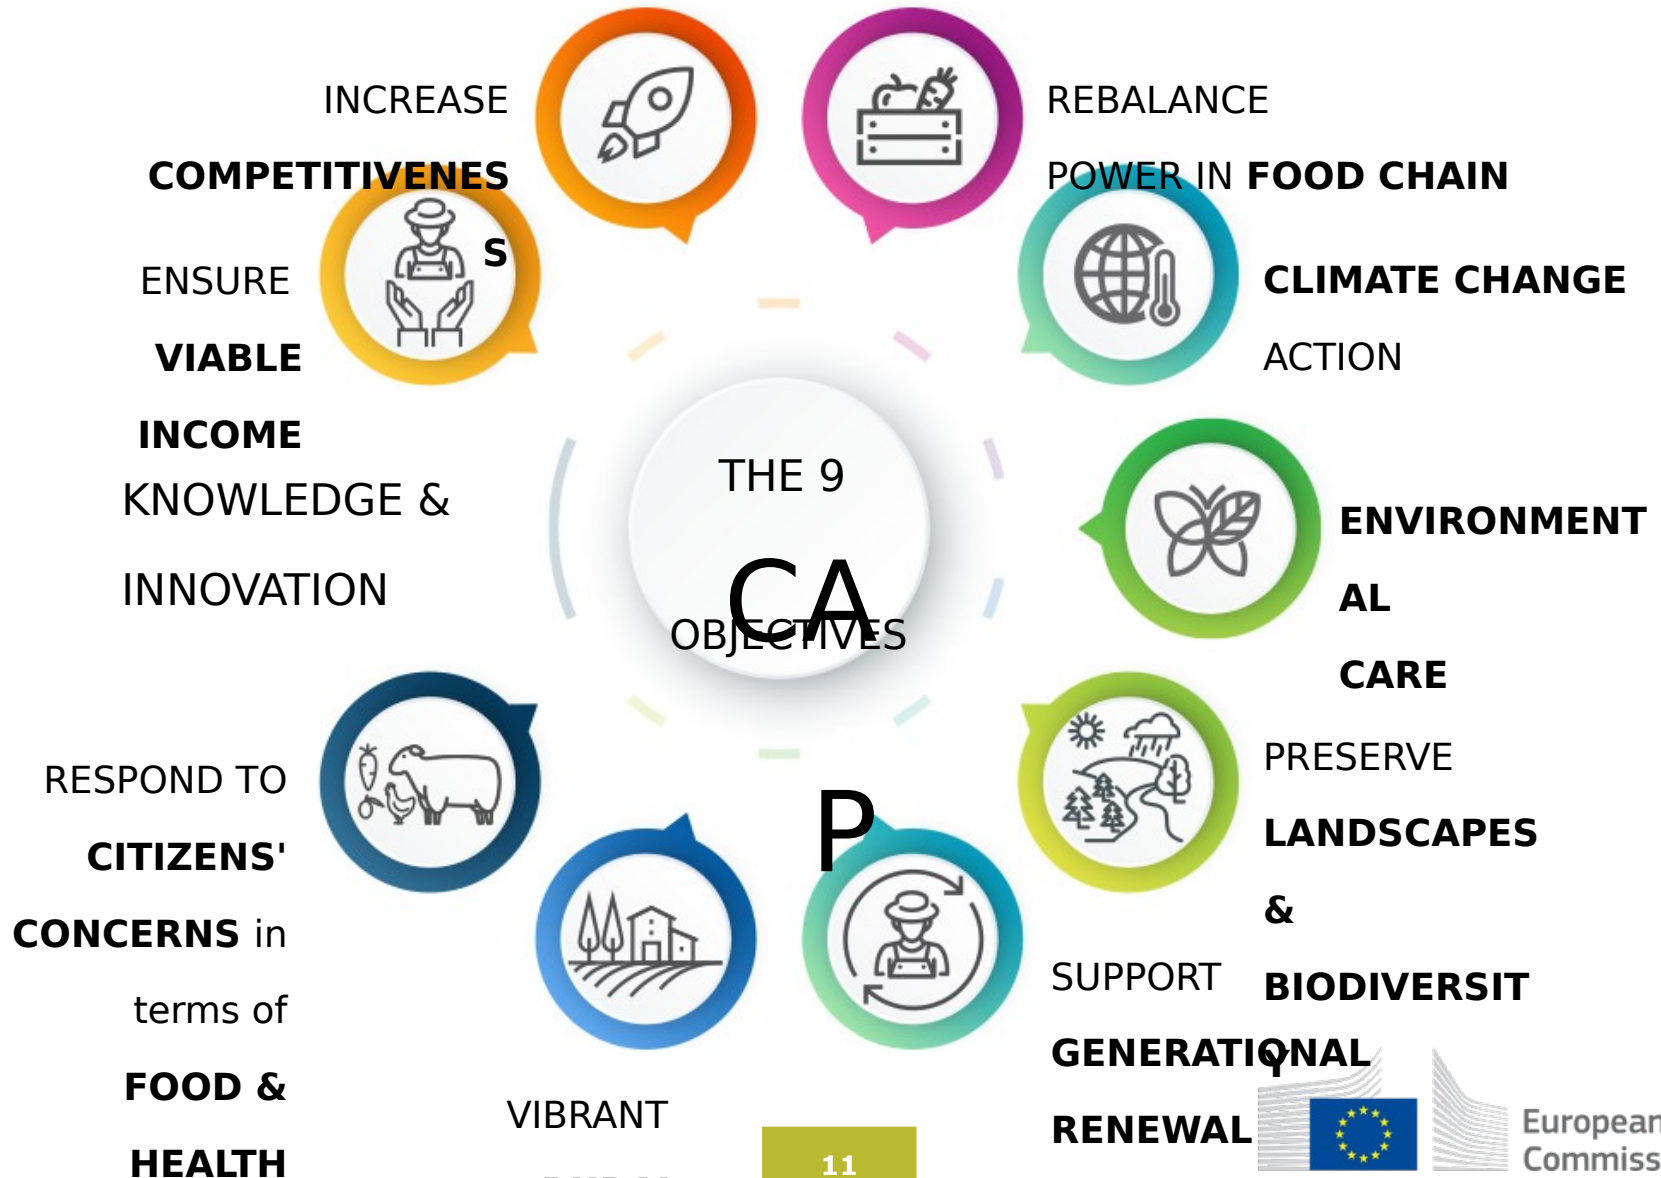 INCREASE
COMPETITIVENES
S
REBALANCE
POWER IN FOOD CHAIN
ENSURE
VIABLE
INCOME
CLIMATE CHANGE
ACTION
KNOWLEDGE &
INNOVATION
THE 9
CA
OBJECTIVES
P
ENVIRONMENT
AL
CARE
RESPOND TO
CITIZENS'
CONCERNS in
terms of
FOOD &
HEALTH
PRESERVE
LANDSCAPES
&
BIODIVERSIT
Y
SUPPORT
GENERATIONAL
RENEWAL
VIBRANT
11
European
Commiss